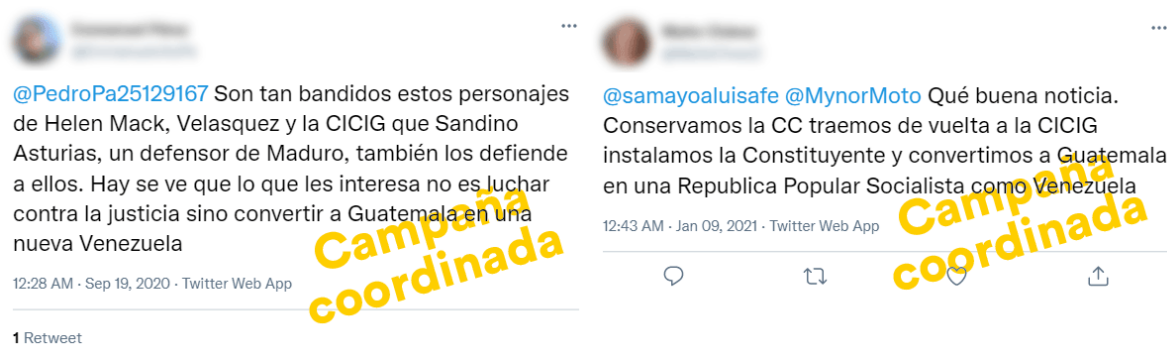 @PedroPa25129167 Son tan bandidos estos personajes
de Helen Mack, Velasquez y la CICIG que Sandino
Asturias, un defensor de Maduro, también los defiende
a ellos. Hay se ve que lo que les interesa no es luchar
contra la justicia sino convertir a Guatemala en una
nueva Venezuela
12:28 AM · Sep 19, 2020 · Twitter Web App
1 Retweet
Campaña
coordinada
@samayoaluisafe @MynorMoto Qué buena noticia.
Conservamos la CC traemos de vuelta a la CICIG
instalamos la Constituyente y convertimos a Guatemala
en una Republica Popular Socialista como Venezuela
12:43 AM · Jan 09, 2021 · Twitter Web App
Campaña
coordinada